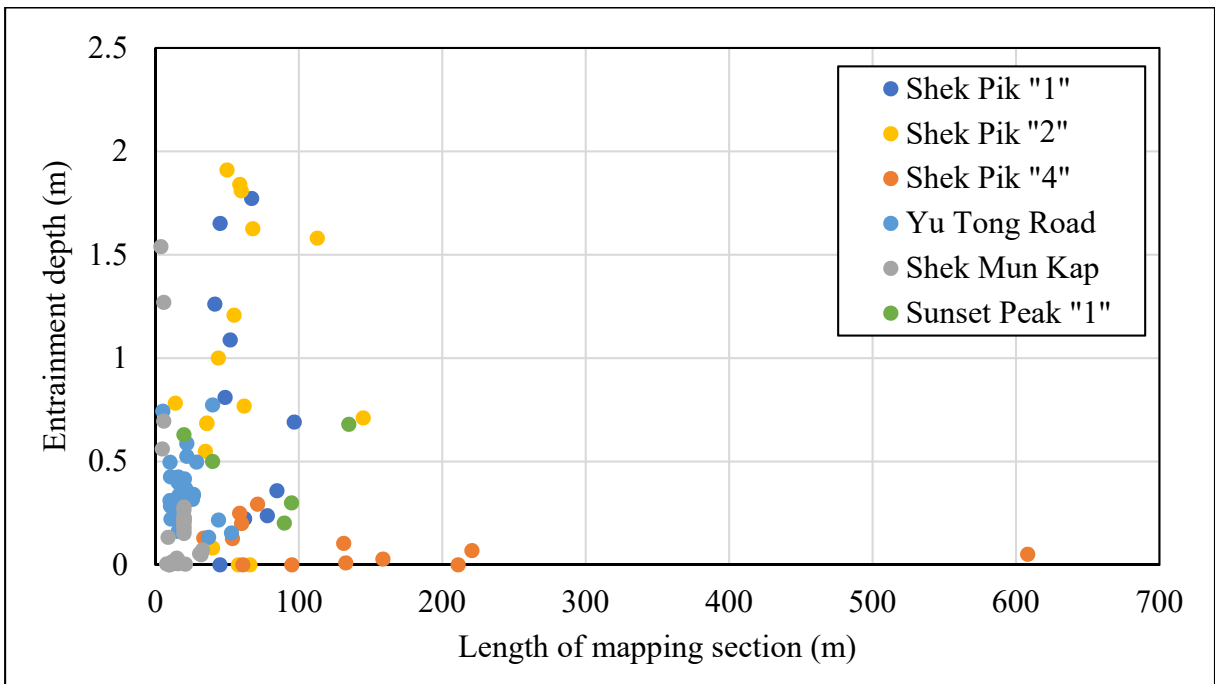 2.5
2
1.5
1
0.5
0
Entrainment depth (m)
Shek Pik "1"
Shek Pik "2"
Shek Pik "4"
Yu Tong Road
Shek Mun Kap
Sunset Peak "1"
0 100 200 300 400 500 600 700
Length of mapping section (m)